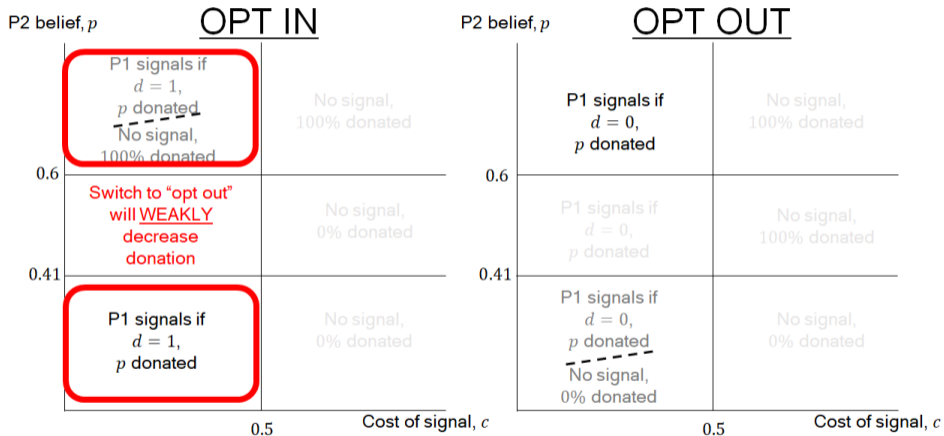 OPT IN
P2 belief, p
P1 signals if
d = 1,
p donated
No signal,
100% donated
No signal,
100% donated
0.6
Switch to “opt out”
will WEAKLY
decrease
donation
No signal,
0% donated
0.41
P1 signals if
d = 1,
p donated
No signal,
0% donated
0.5
Cost of signal, c
OPT OUT
P2 belief, p
P1 signals if
d = 0,
p donated
No signal,
100% donated
0.6
P1 signals if
d = 0,
p donated
No signal,
100% donated
0.41
P1 signals if
d = 0,
p donated
No signal,
0% donated
No signal,
0% donated
0.5
Cost of signal, c